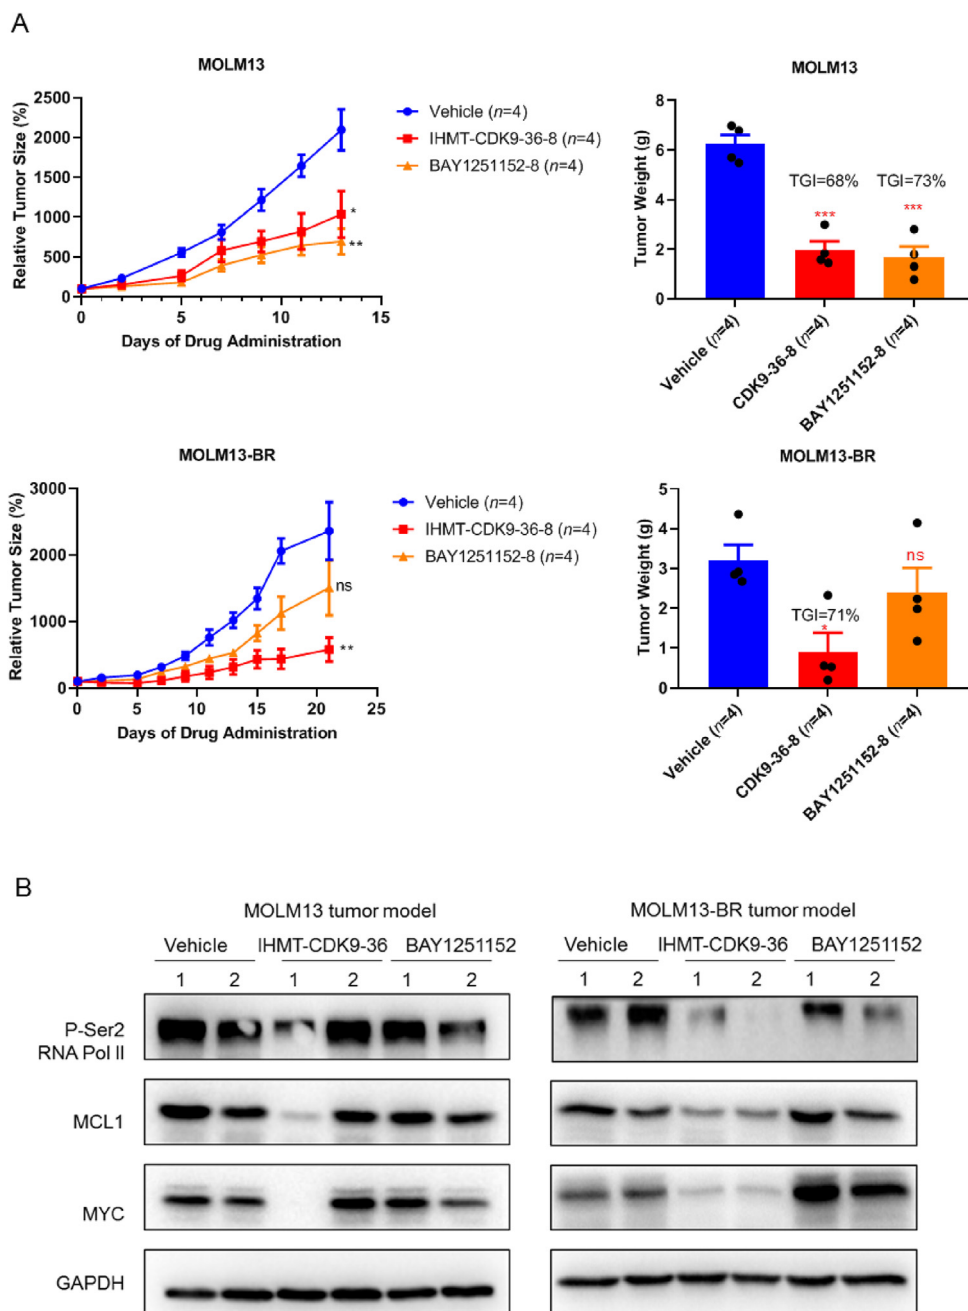 A
MOLM13
Relative Tumor Size (%)
2500
2000
1500
1000
500
0
0 5 10 15
Days of Drug Administration
Vehicle (n=4)
IHMT-CDK9-36-8 (n=4)
BAY1251152-8 (n=4)
*
**
MOLM13
Tumor Weight (g)
8
6
4
2
0
TGI=68% TGI=73%
*** ***
Vehicle (n=4)
CDK9-36-8 (n=4)
BAY1251152-8 (n=4)
MOLM13-BR
Relative Tumor Size (%)
3000
2000
1000
0
0 5 10 15 20 25
Days of Drug Administration
Vehicle (n=4)
IHMT-CDK9-36-8 (n=4)
BAY1251152-8 (n=4)
ns
**
MOLM13-BR
Tumor Weight (g)
5
4
3
2
1
0
TGI=71%
*
ns
Vehicle (n=4)
CDK9-36-8 (n=4)
BAY1251152-8 (n=4)
B
MOLM13 tumor model
Vehicle IHMT-CDK9-36 BAY1251152
1 2 1 2 1 2
MOLM13-BR tumor model
Vehicle IHMT-CDK9-36 BAY1251152
1 2 1 2 1 2
P-Ser2
RNA Pol II
MCL1
MYC
GAPDH